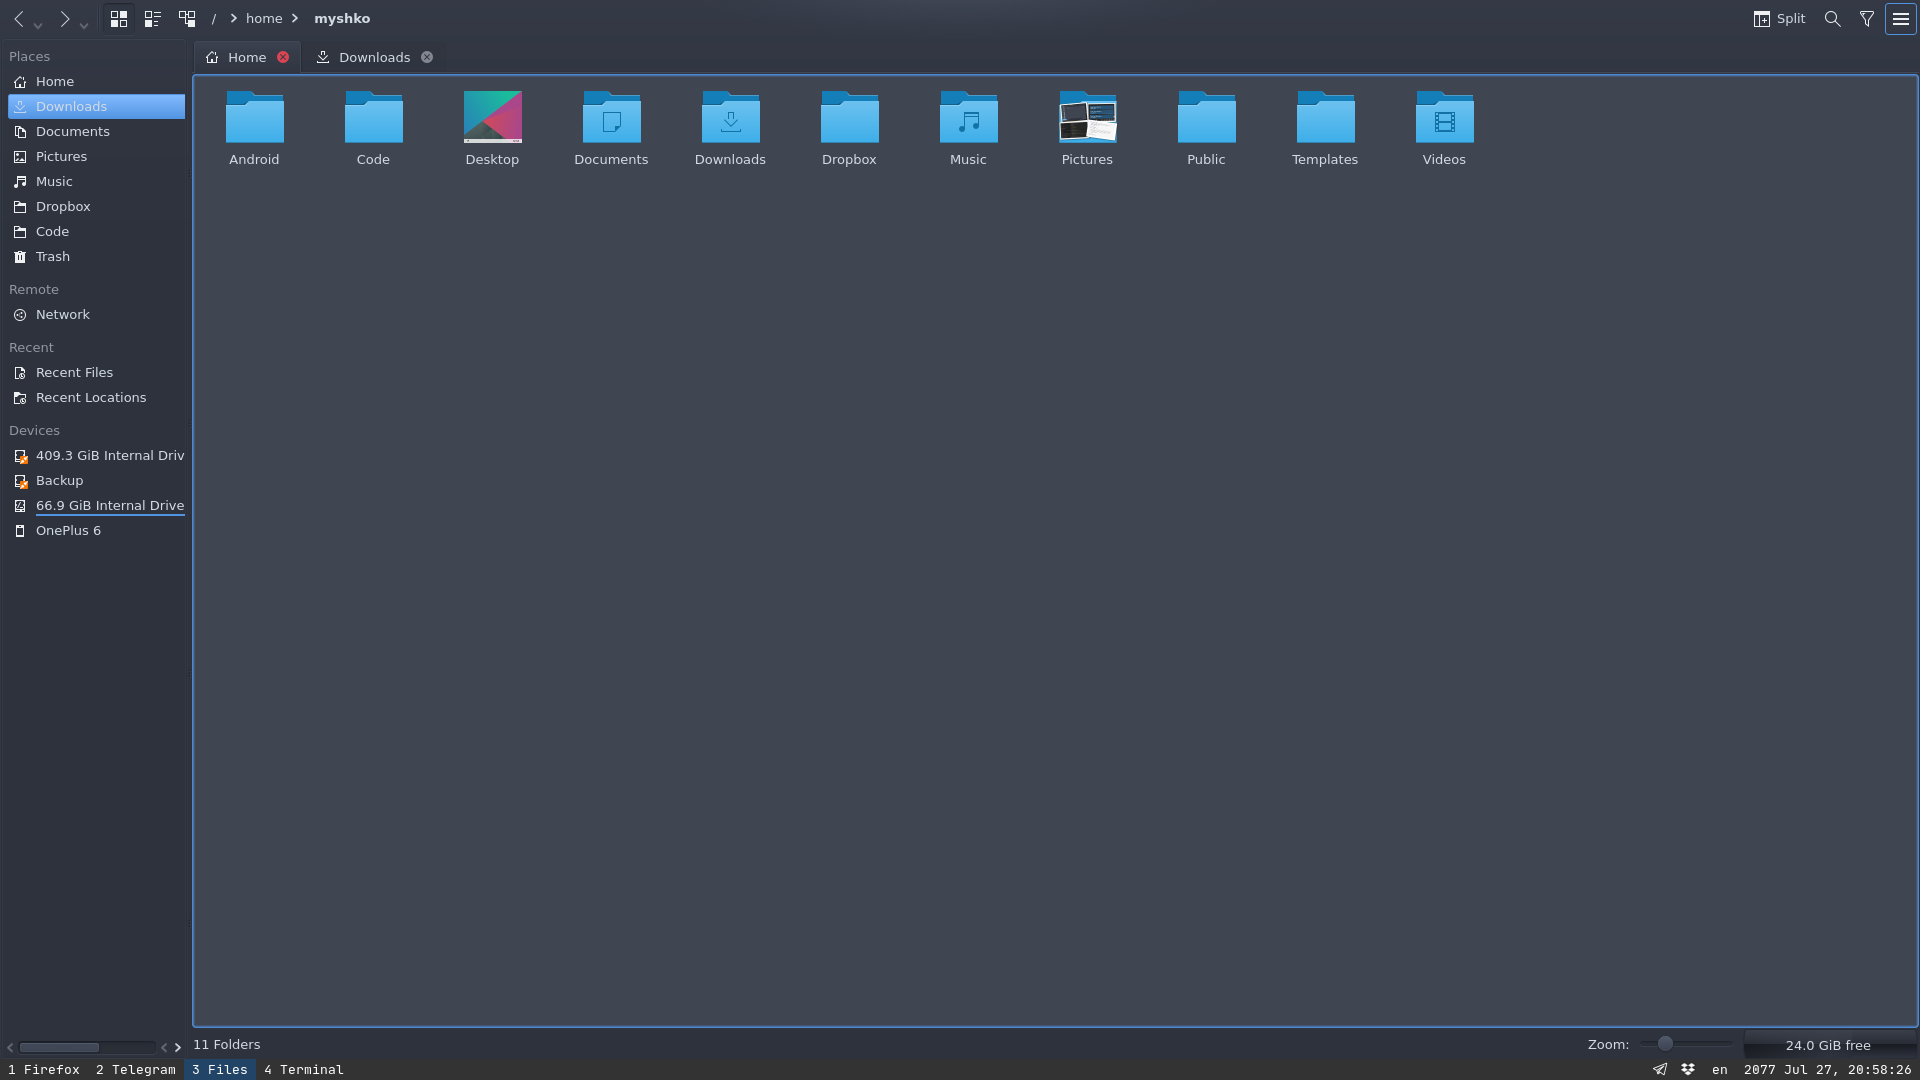 / home myshko
Split
Places
Home
Downloads
Documents
Pictures
Music
Dropbox
Code
Trash
Remote
Network
Recent
Recent Files
Recent Locations
Devices
409.3 GiB Internal Driv
Backup
66.9 GiB Internal Drive
OnePlus 6
Home Downloads
Android Code Desktop Documents Downloads Dropbox Music Pictures Public Templates Videos
11 Folders
Zoom:
24.0 GiB free
1 Firefox 2 Telegram 3 Files 4 Terminal
en 2077 Jul 27, 20:58:26